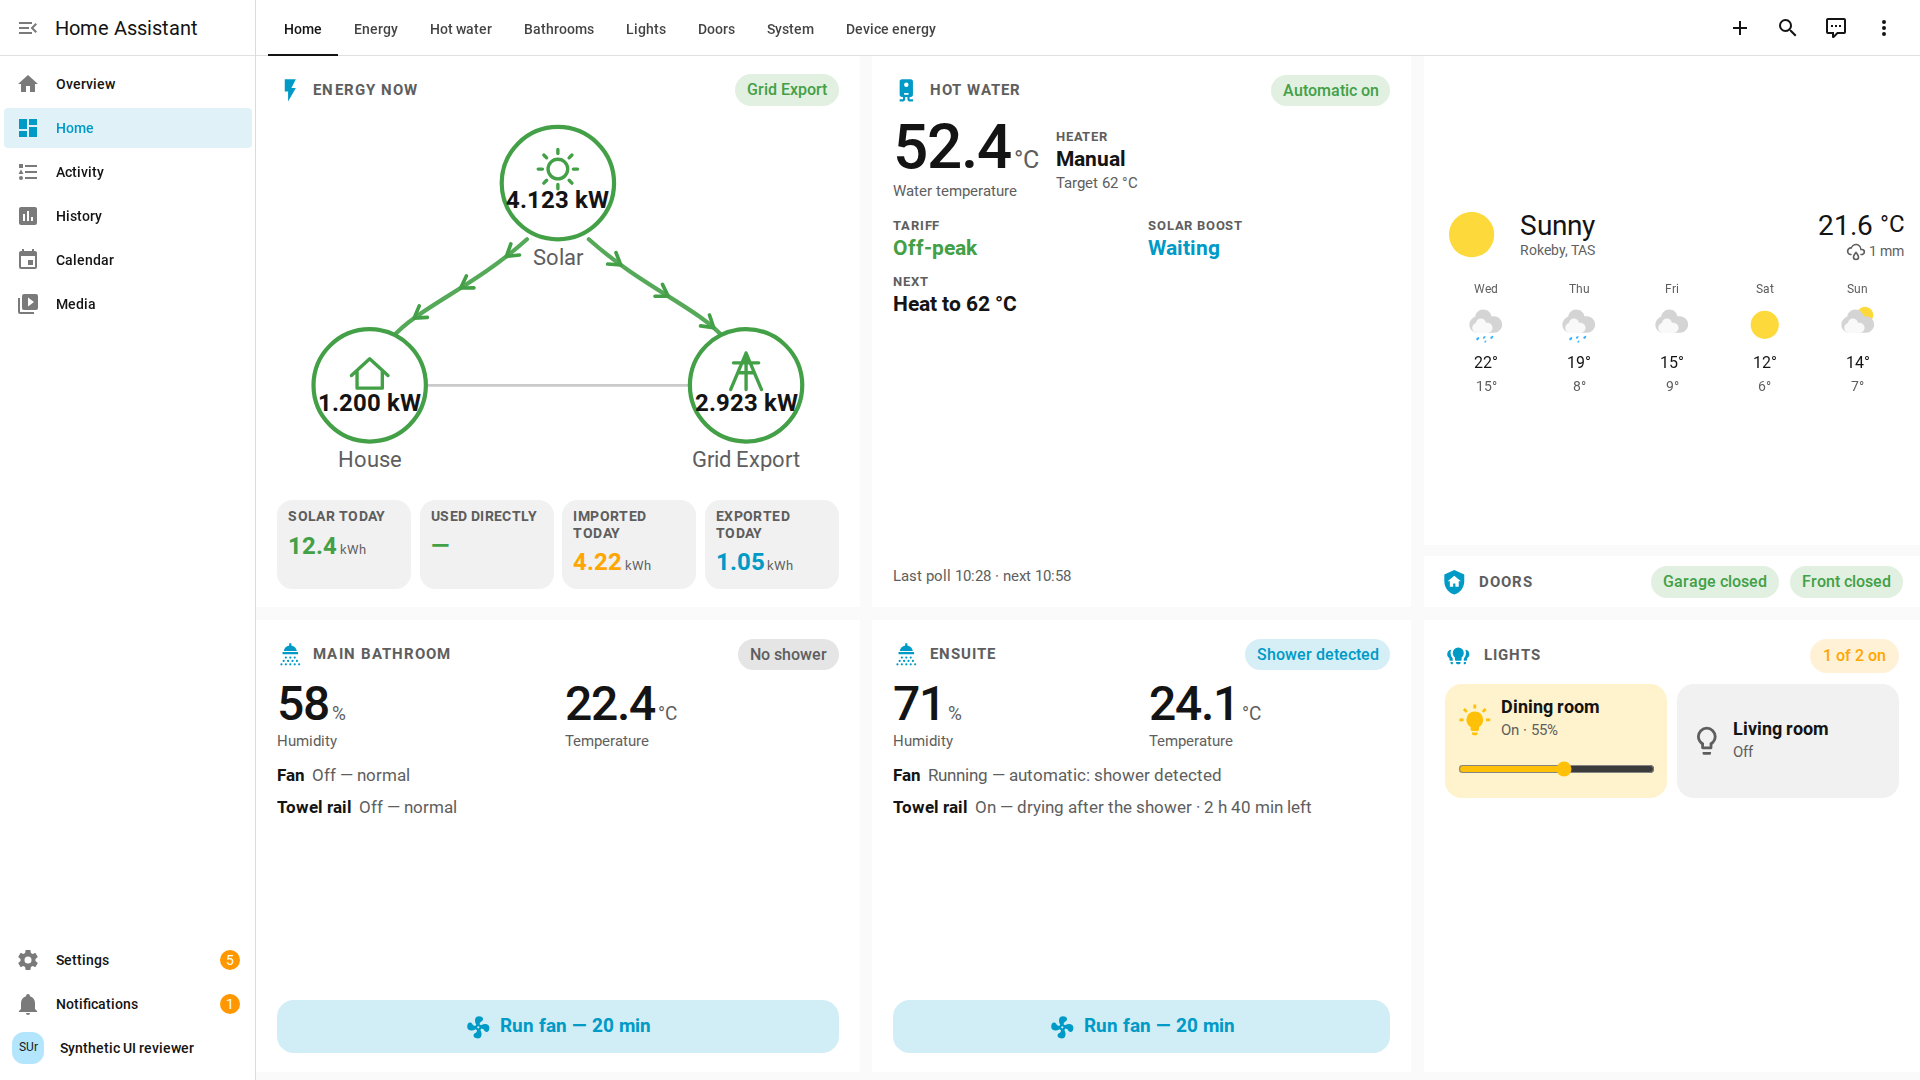 Home Assistant
Home
Energy
Hot water
Bathrooms
Lights
Doors
System
Device energy
Overview
Home
Activity
History
Calendar
Media
Settings
5
Notifications
1
SUr
Synthetic UI reviewer
ENERGY NOW
Grid Export
4.123 kW
Solar
1.200 kW
House
2.923 kW
Grid Export
SOLAR TODAY
12.4 kWh
USED DIRECTLY
—
IMPORTED
TODAY
4.22 kWh
EXPORTED
TODAY
1.05 kWh
HOT WATER
Automatic on
52.4 °C
Water temperature
HEATER
Manual
Target 62 °C
TARIFF
Off-peak
SOLAR BOOST
Waiting
NEXT
Heat to 62 °C
Last poll 10:28 · next 10:58
Sunny
Rokeby, TAS
21.6 °C
1 mm
Wed
Thu
Fri
Sat
Sun
22°
19°
15°
12°
14°
15°
8°
9°
6°
7°
DOORS
Garage closed
Front closed
MAIN BATHROOM
No shower
58 %
Humidity
22.4 °C
Temperature
Fan Off — normal
Towel rail Off — normal
Run fan — 20 min
ENSUITE
Shower detected
71 %
Humidity
24.1 °C
Temperature
Fan Running — automatic: shower detected
Towel rail On — drying after the shower · 2 h 40 min left
Run fan — 20 min
LIGHTS
1 of 2 on
Dining room
On · 55%
Living room
Off